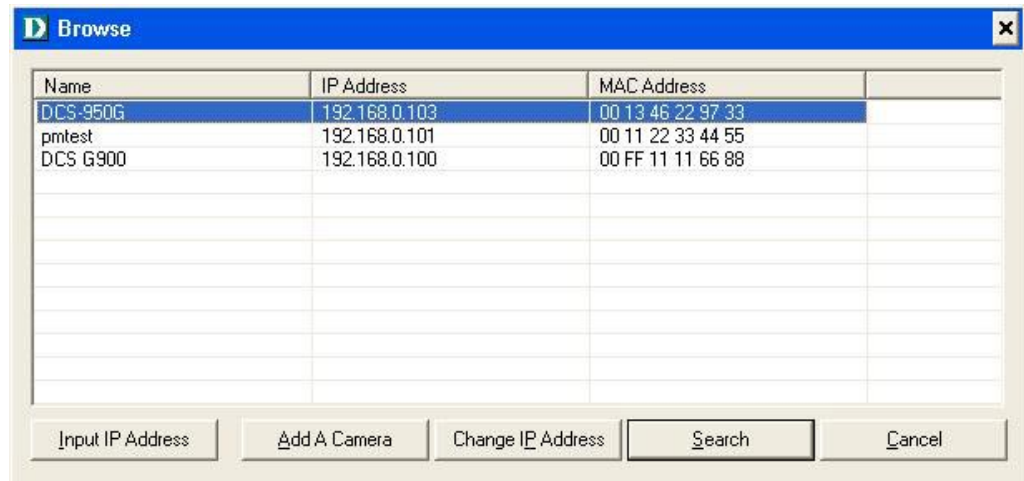 D Browse
Name IP Address MAC Address
DCS-950G 192.168.0.103 00 13 46 22 97 33
pmtest 192.168.0.101 00 11 22 33 44 55
DCS G900 192.168.0.100 00 FF 11 11 66 88
Input IP Address Add A Camera Change IP Address Search Cancel